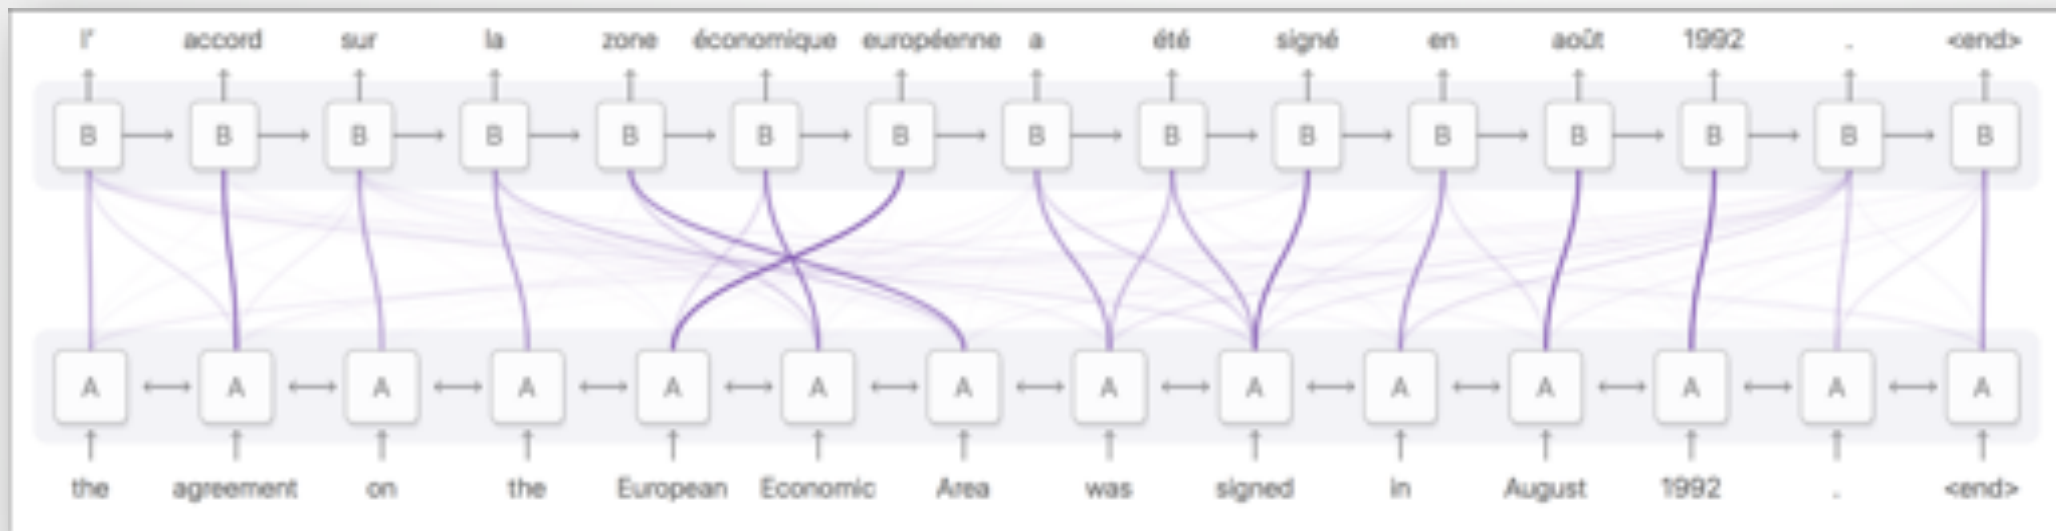 l' accord sur la zone économique européenne a été signé en août 1992 . <end>
B B B B B B B B B B B B B B B
A A A A A A A A A A A A A A
the agreement on the European Economic Area was signed in August 1992 . <end>